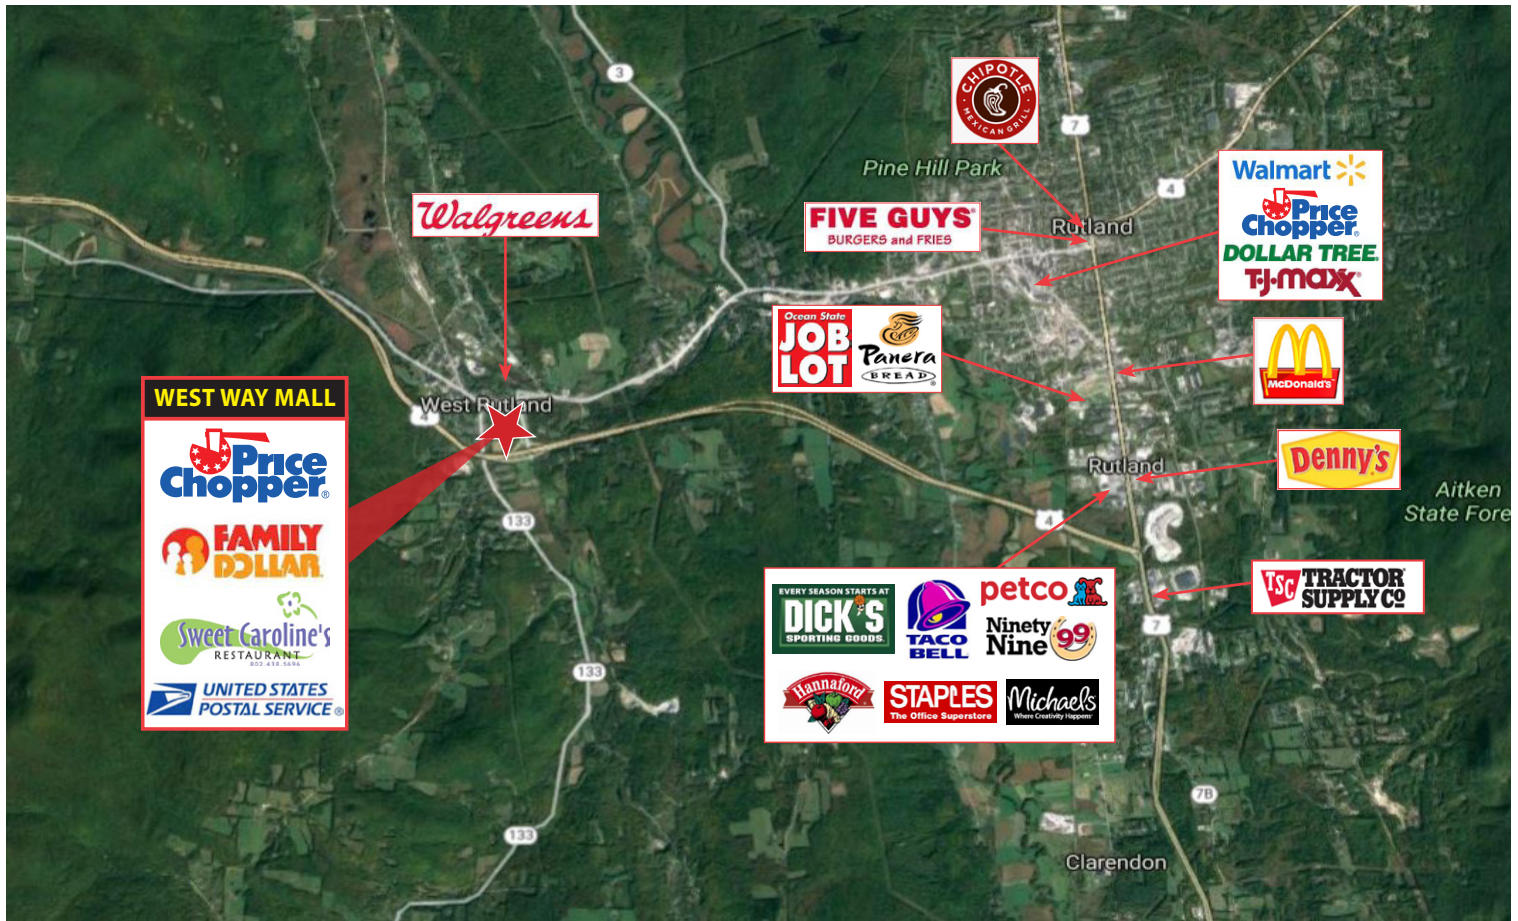 3
CHIPOTLE
MEXICAN GRILL
7
Pine Hill Park
4
Walmart
Price
Chopper®
DOLLAR TREE®
T·J·maxx®
Walgreens
FIVE GUYS®
BURGERS and FRIES
Rutland
Ocean State
JOB
LOT
Panera
BREAD®
McDonald's
WEST WAY MALL
Price
Chopper®
FAMILY
DOLLAR
Sweet Caroline's
RESTAURANT
802.438.5696
UNITED STATES
POSTAL SERVICE®
West Rutland
4
Rutland
Denny's
Aitken
State Fore
133
4
EVERY SEASON STARTS AT
DICK'S
SPORTING GOODS
TACO
BELL
petco
Ninety
Nine
99
Hannaford
STAPLES
The Office Superstore
Michaels
Where Creativity Happens
TSC
TRACTOR
SUPPLY CO
7
133
7B
133
Clarendon